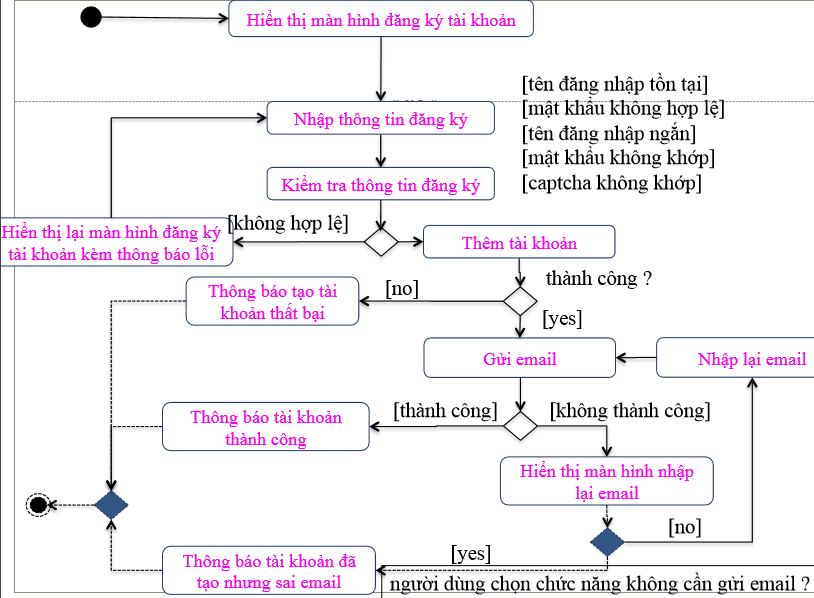 Hiển thị màn hình đăng ký tài khoản
[tên đăng nhập tồn tại]
[mật khẩu không hợp lệ]
[tên đăng nhập ngắn]
[mật khẩu không khớp]
[captcha không khớp]
Nhập thông tin đăng ký
Kiểm tra thông tin đăng ký
[không hợp lệ]
Hiển thị lại màn hình đăng ký
tài khoản kèm thông báo lỗi
Thêm tài khoản
thành công ?
Thông báo tạo tài
khoản thất bại
[no]
[yes]
Gửi email
Nhập lại email
[thành công]
[không thành công]
Thông báo tài khoản
thành công
Hiển thị màn hình nhập
lại email
[no]
[yes]
Thông báo tài khoản đã
tạo nhưng sai email
người dùng chọn chức năng không cần gửi email ?